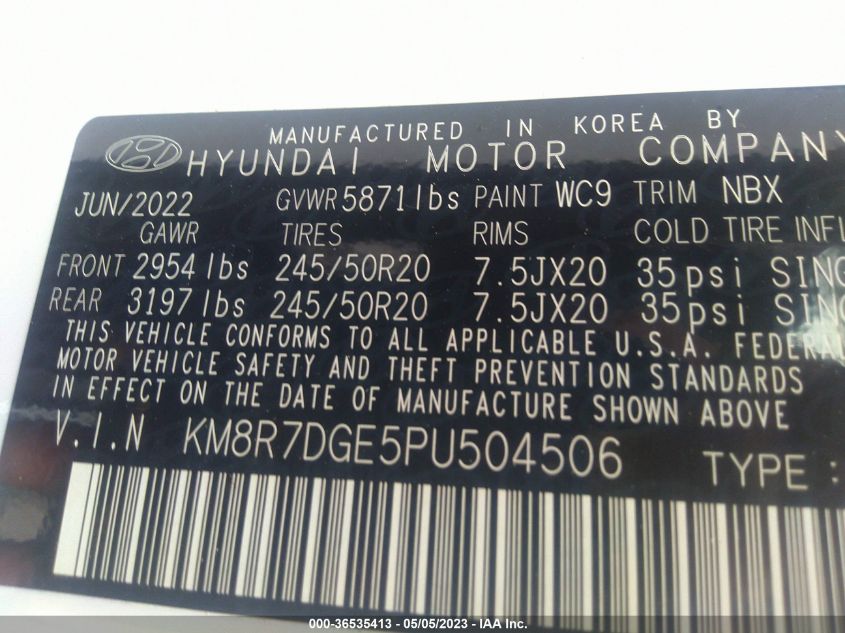 MANUFACTURED IN KOREA BY
HYUNDAI MOTOR COMPANY
JUN/2022 GVWR 5871 lbs PAINT WC9 TRIM NBX
GAWR TIRES RIMS COLD TIRE INFL
FRONT 2954 lbs 245/50R20 7.5JX20 35psi SING
REAR 3197 lbs 245/50R20 7.5JX20 35psi SING
THIS VEHICLE CONFORMS TO ALL APPLICABLE U.S.A. FEDERAL
MOTOR VEHICLE SAFETY AND THEFT PREVENTION STANDARDS
IN EFFECT ON THE DATE OF MANUFACTURE SHOWN ABOVE
V.I.N KM8R7DGE5PU504506 TYPE :
000-36535413 - 05/05/2023 - IAA Inc.